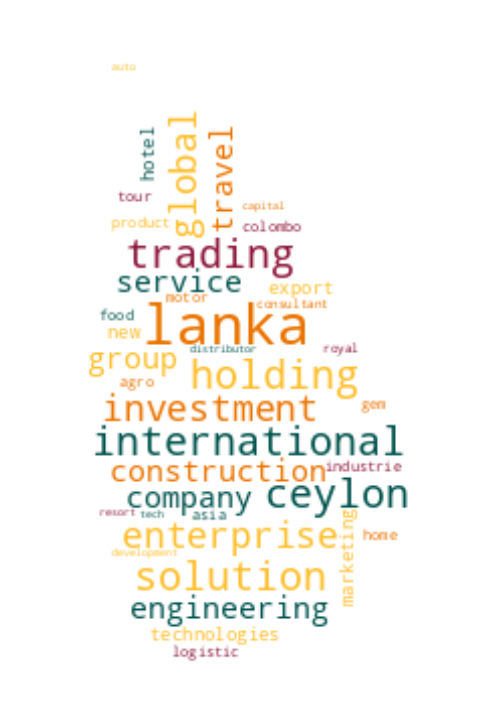 auto
hotel
global
travel
tour
capital
product
colombo
trading
service
export
motor
consultant
food
lanka
new
distributor
royal
group
holding
agro
investment
gem
international
construction
industrie
company
ceylon
resort
tech
asia
enterprise
marketing
home
development
solution
engineering
technologies
logistic